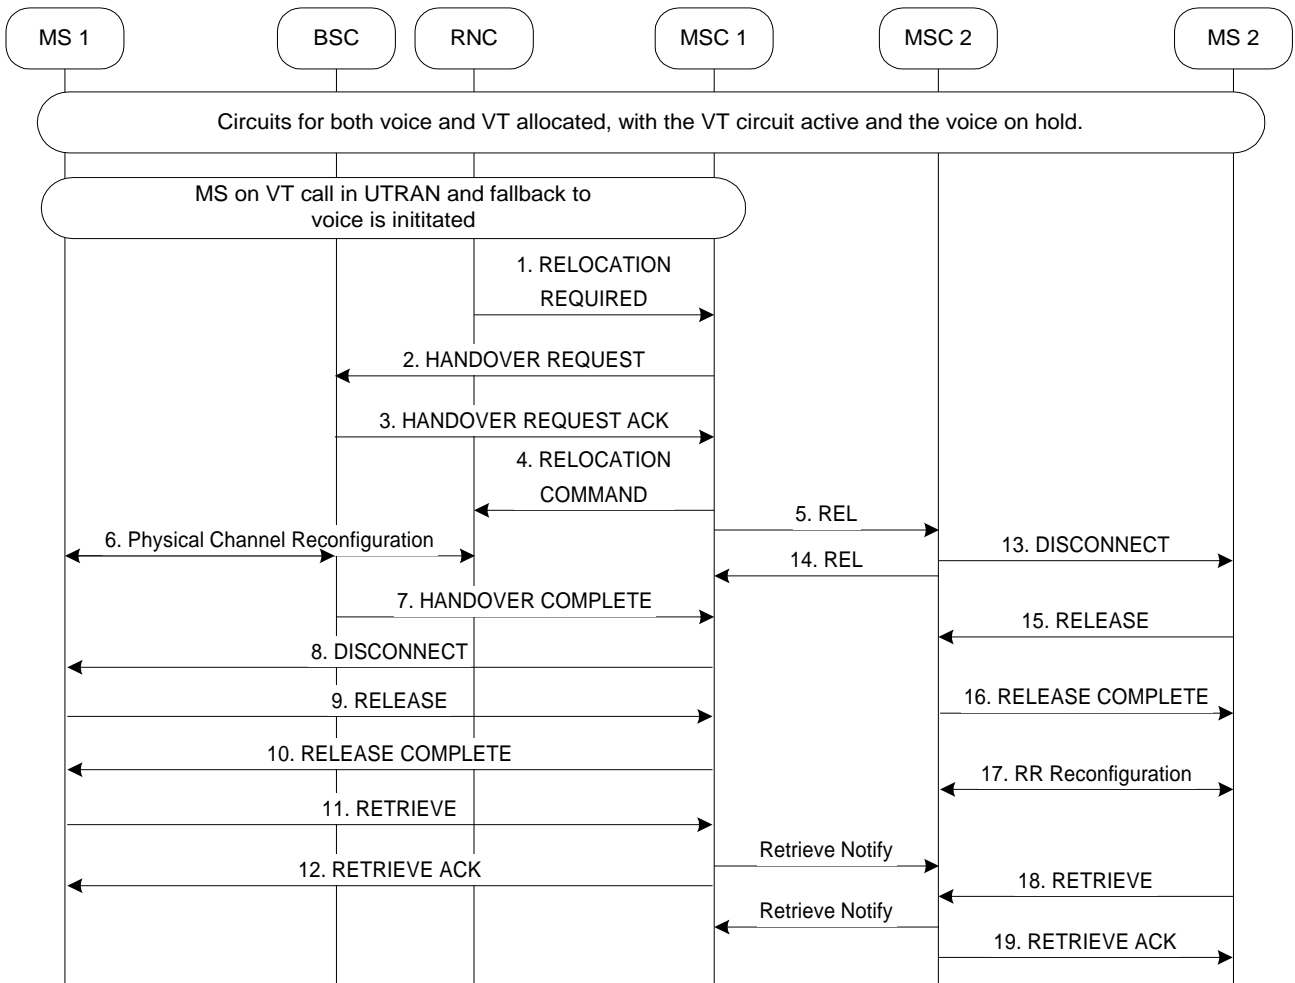 MS 1
BSC
RNC
MSC 1
MSC 2
MS 2
Circuits for both voice and VT allocated, with the VT circuit active and the voice on hold.
MS on VT call in UTRAN and fallback to
voice is inititated
1. RELOCATION
REQUIRED
2. HANDOVER REQUEST
3. HANDOVER REQUEST ACK
4. RELOCATION
COMMAND
5. REL
6. Physical Channel Reconfiguration
13. DISCONNECT
14. REL
7. HANDOVER COMPLETE
15. RELEASE
8. DISCONNECT
9. RELEASE
16. RELEASE COMPLETE
10. RELEASE COMPLETE
17. RR Reconfiguration
11. RETRIEVE
Retrieve Notify
12. RETRIEVE ACK
18. RETRIEVE
Retrieve Notify
19. RETRIEVE ACK